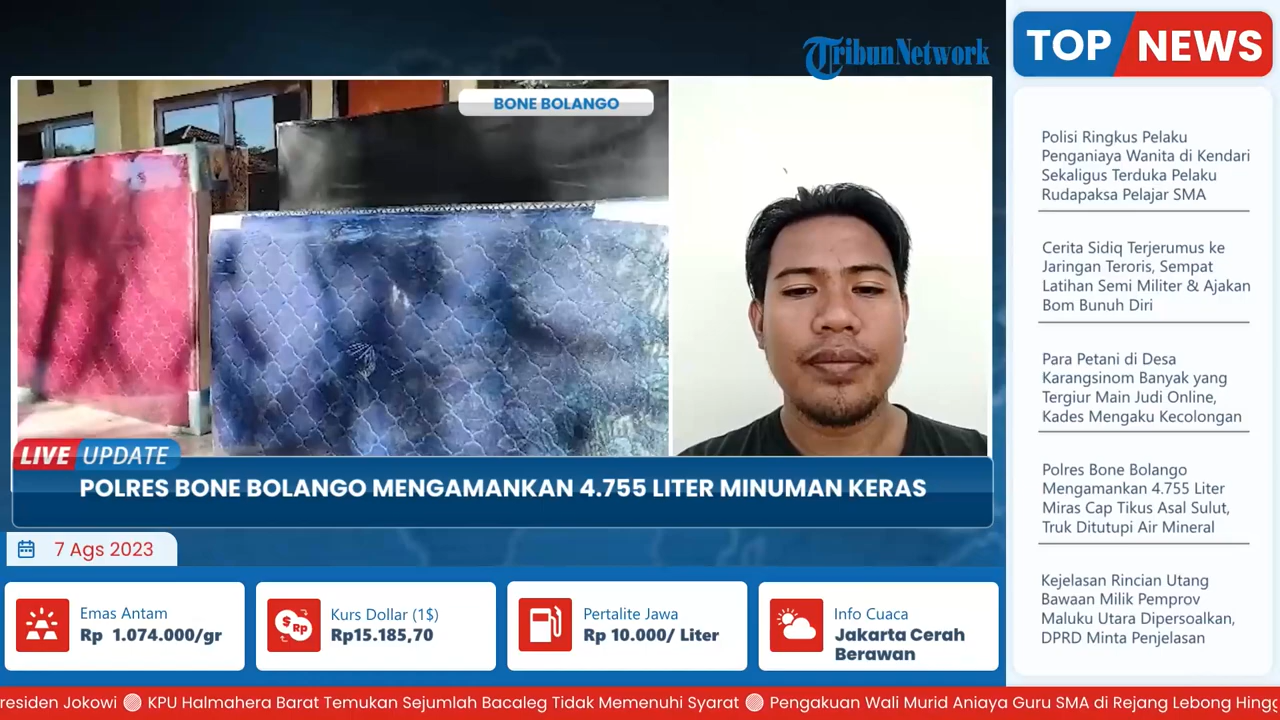 TribunNetwork
BONE BOLANGO
LIVE UPDATE
POLRES BONE BOLANGO MENGAMANKAN 4.755 LITER MINUMAN KERAS
7 Ags 2023
Emas Antam
Rp 1.074.000/gr
Kurs Dollar (1$)
Rp15.185,70
Pertalite Jawa
Rp 10.000/ Liter
Info Cuaca
Jakarta Cerah
Berawan
TOP NEWS
Polisi Ringkus Pelaku
Penganiaya Wanita di Kendari
Sekaligus Terduka Pelaku
Rudapaksa Pelajar SMA
Cerita Sidiq Terjerumus ke
Jaringan Teroris, Sempat
Latihan Semi Militer & Ajakan
Bom Bunuh Diri
Para Petani di Desa
Karangsinom Banyak yang
Tergiur Main Judi Online,
Kades Mengaku Kecolongan
Polres Bone Bolango
Mengamankan 4.755 Liter
Miras Cap Tikus Asal Sulut,
Truk Ditutupi Air Mineral
Kejelasan Rincian Utang
Bawaan Milik Pemprov
Maluku Utara Dipersoalkan,
DPRD Minta Penjelasan
residen Jokowi KPU Halmahera Barat Temukan Sejumlah Bacaleg Tidak Memenuhi Syarat Pengakuan Wali Murid Aniaya Guru SMA di Rejang Lebong Hingg